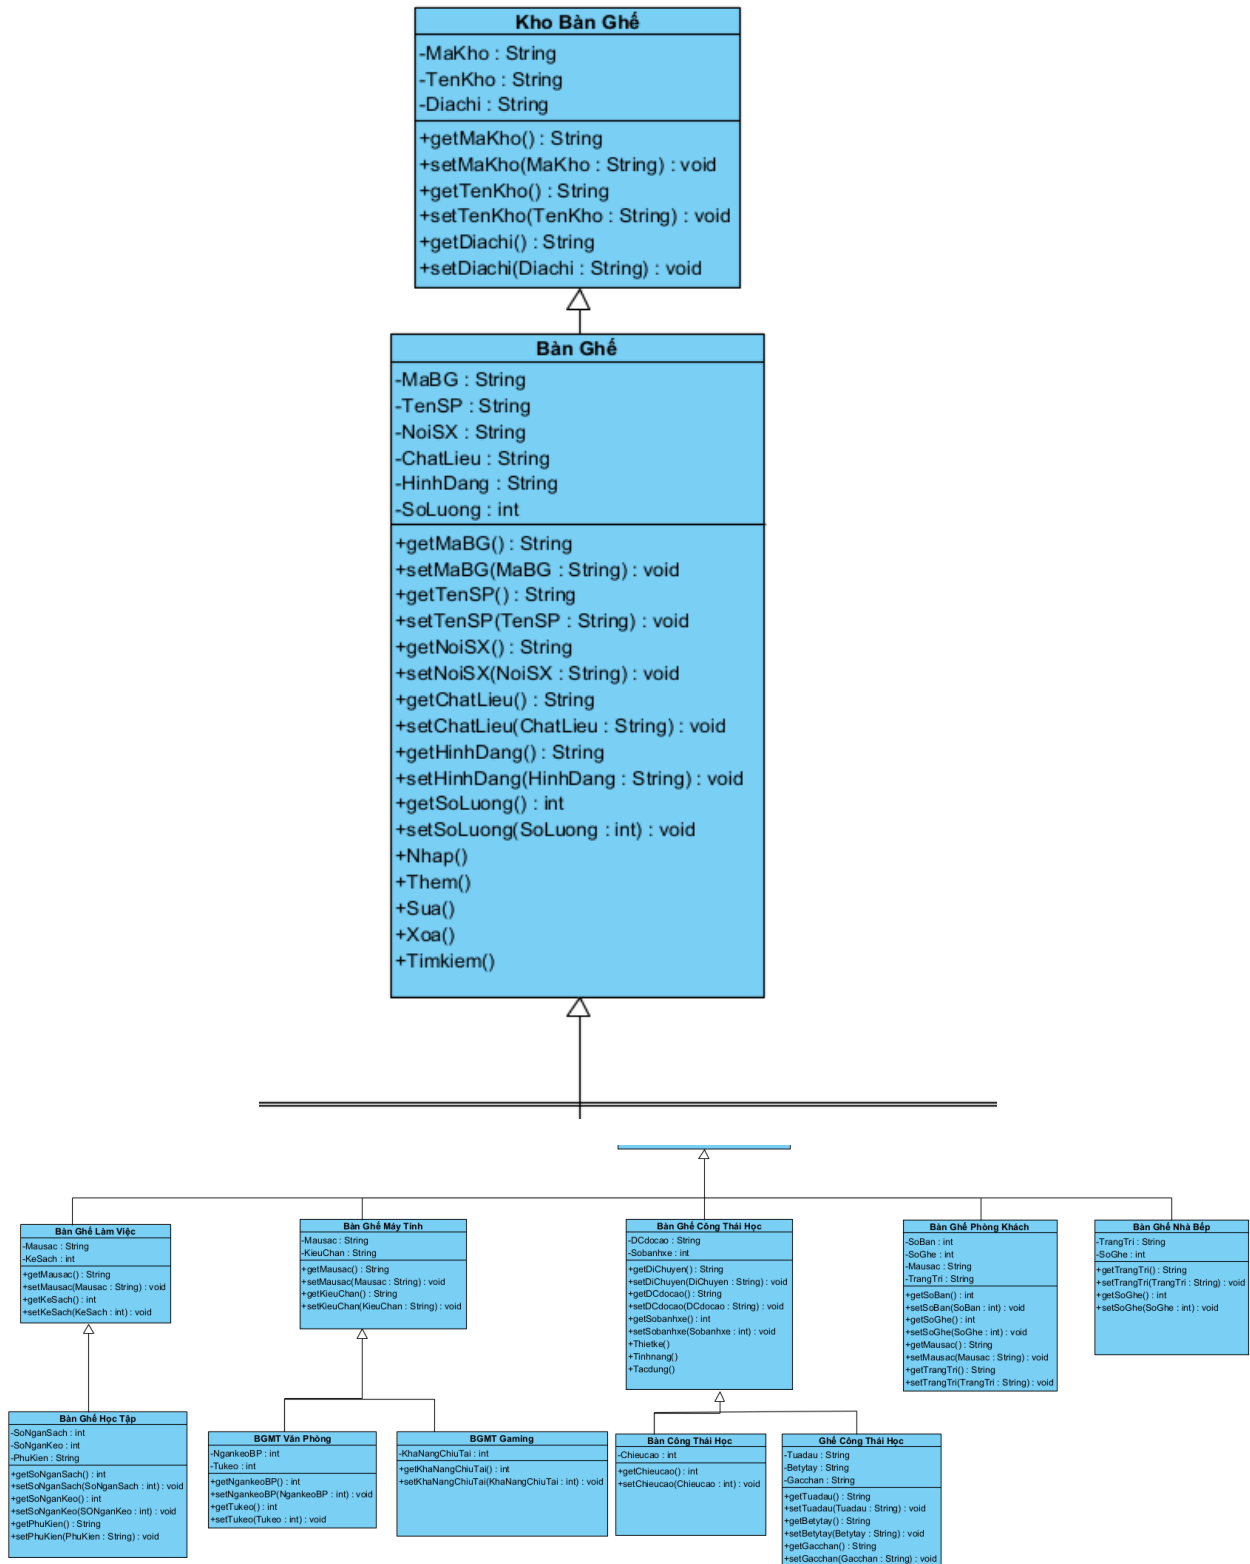 Kho Bàn Ghế
-MaKho : String
-TenKho : String
-Diachi : String
+getMaKho() : String
+setMaKho(MaKho : String) : void
+getTenKho() : String
+setTenKho(TenKho : String) : void
+getDiachi() : String
+setDiachi(Diachi : String) : void
Bàn Ghế
-MaBG : String
-TenSP : String
-NoiSX : String
-ChatLieu : String
-HinhDang : String
-SoLuong : int
+getMaBG() : String
+setMaBG(MaBG : String) : void
+getTenSP() : String
+setTenSP(TenSP : String) : void
+getNoiSX() : String
+setNoiSX(NoiSX : String) : void
+getChatLieu() : String
+setChatLieu(ChatLieu : String) : void
+getHinhDang() : String
+setHinhDang(HinhDang : String) : void
+getSoLuong() : int
+setSoLuong(SoLuong : int) : void
+Nhap()
+Them()
+Sua()
+Xoa()
+Timkiem()
Bàn Ghế Làm Việc
-Mausac : String
-KeSach : int
+getMausac() : String
+setMausac(Mausac : String) : void
+getKeSach() : int
+setKeSach(KeSach : int) : void
Bàn Ghế Máy Tính
-Mausac : String
-KieuChan : String
+getMausac() : String
+setMausac(Mausac : String) : void
+getKieuChan() : String
+setKieuChan(KieuChan : String) : void
Bàn Ghế Công Thái Học
-DCdocao : String
-Sobanhxe : int
+getDiChuyen() : String
+setDiChuyen(DiChuyen : String) : void
+getDCdocao() : String
+setDCdocao(DCdocao : String) : void
+getSobanhxe() : int
+setSobanhxe(Sobanhxe : int) : void
+Thietke()
+Tinhnang()
+Tacdung()
Bàn Ghế Phòng Khách
-SoBan : int
-SoGhe : int
-Mausac : String
-TrangTri : String
+getSoBan() : int
+setSoBan(SoBan : int) : void
+getSoGhe() : int
+setSoGhe(SoGhe : int) : void
+getMausac() : String
+setMausac(Mausac : String) : void
+getTrangTri() : String
+setTrangTri(TrangTri : String) : void
Bàn Ghế Nhà Bếp
-TrangTri : String
-SoGhe : int
+getTrangTri() : String
+setTrangTri(TrangTri : String) : void
+getSoGhe() : int
+setSoGhe(SoGhe : int) : void
Bàn Ghế Học Tập
-SoNganSach : int
-SoNganKeo : int
-PhuKien : String
+getSoNganSach() : int
+setSoNganSach(SoNganSach : int) : void
+getSoNganKeo() : int
+setSoNganKeo(SONganKeo : int) : void
+getPhuKien() : String
+setPhuKien(PhuKien : String) : void
BGMT Văn Phòng
-NgankeoBP : int
-Tukeo : int
+getNgankeoBP() : int
+setNgankeoBP(NgankeoBP : int) : void
+getTukeo() : int
+setTukeo(Tukeo : int) : void
BGMT Gaming
-KhaNangChiuTai : int
+getKhaNangChiuTai() : int
+setKhaNangChiuTai(KhaNangChiuTai : int) : void
Bàn Công Thái Học
-Chieucao : int
+getChieucao() : int
+setChieucao(Chieucao : int) : void
Ghế Công Thái Học
-Tuadau : String
-Betytay : String
-Gacchan : String
+getTuadau() : String
+setTuadau(Tuadau : String) : void
+getBetytay() : String
+setBetytay(Betytay : String) : void
+getGacchan() : String
+setGacchan(Gacchan : String) : void